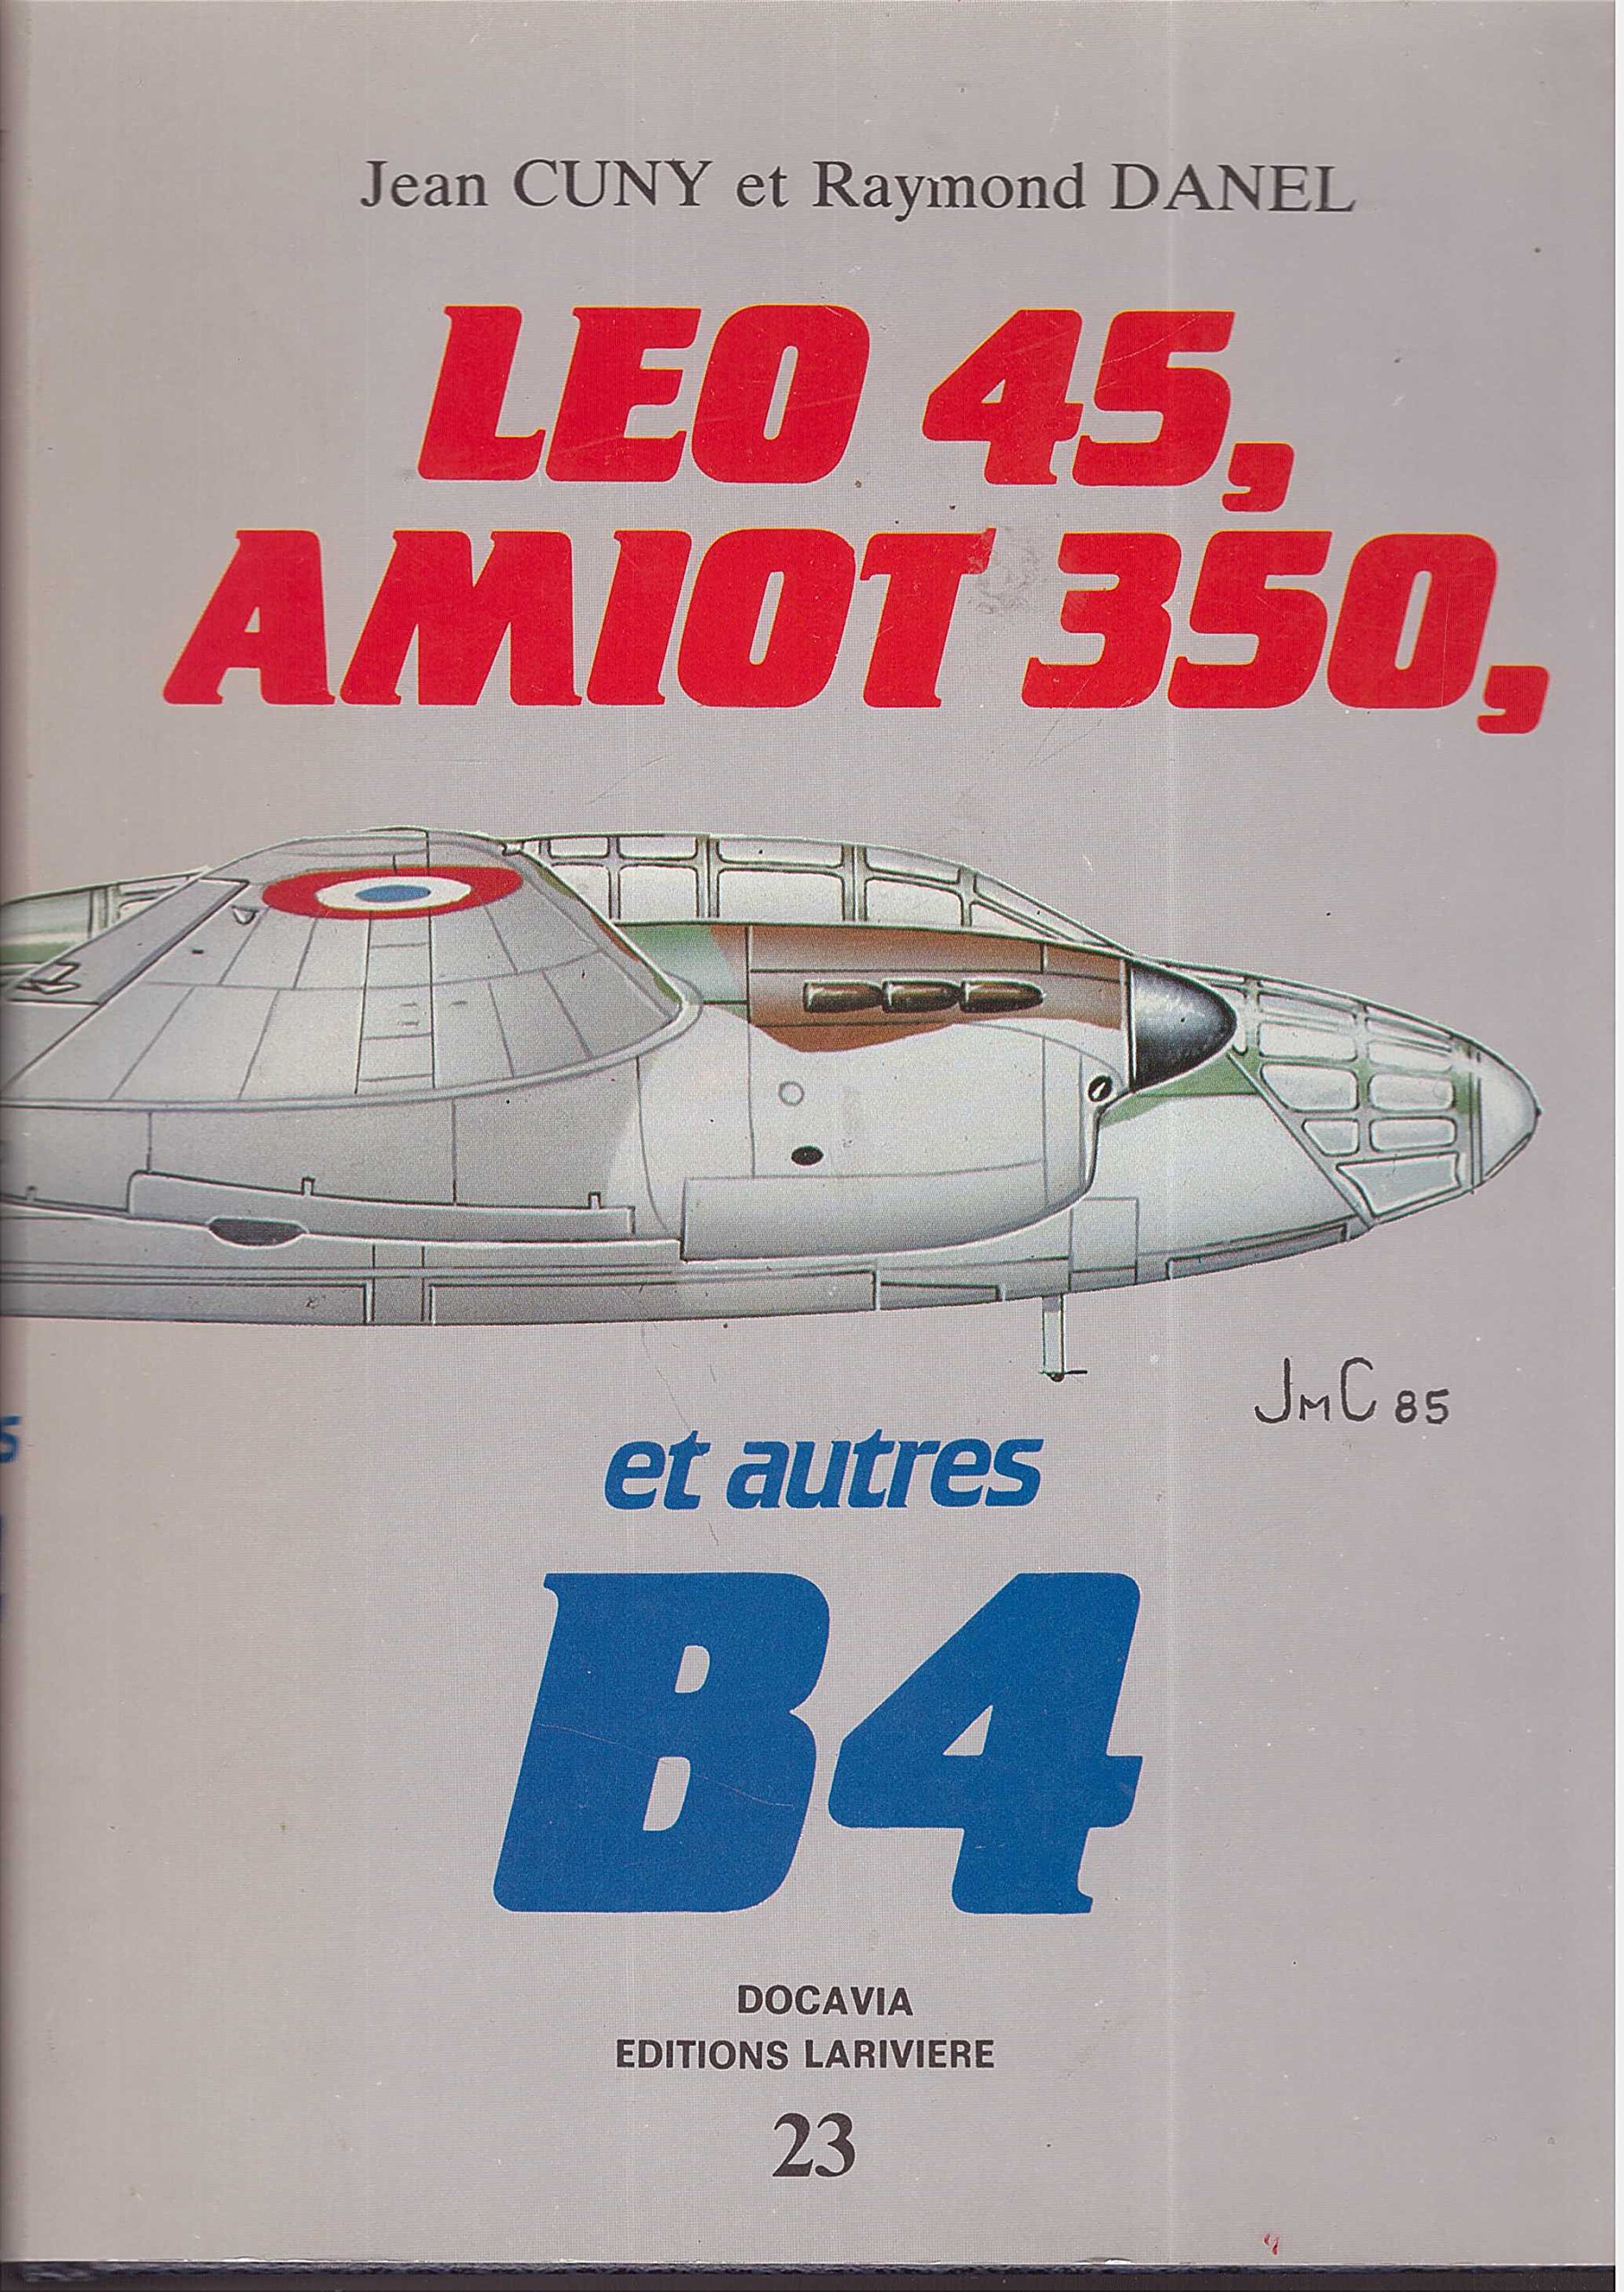 Jean CUNY et Raymond DANEL
LEO 45,
AMIOT 350,
JMC 85
et autres
B4
DOCAVIA
EDITIONS LARIVIERE
23